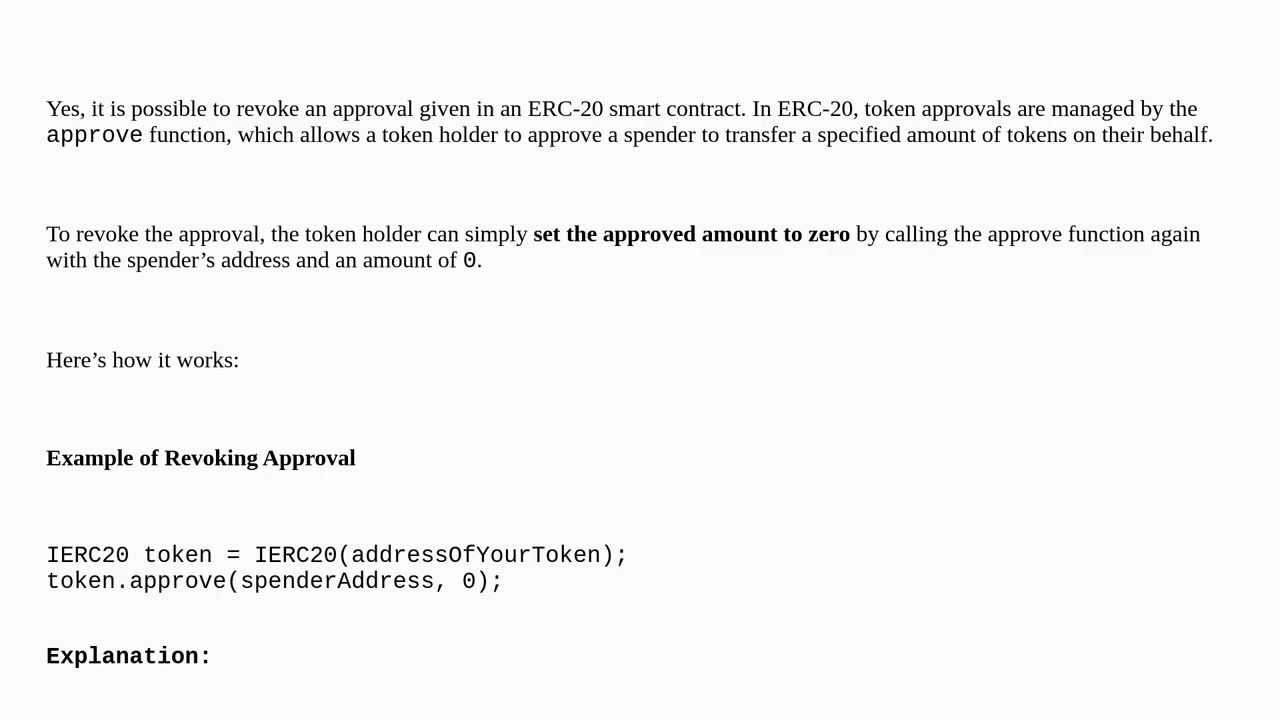 Yes, it is possible to revoke an approval given in an ERC-20 smart contract. In ERC-20, token approvals are managed by the
approve function, which allows a token holder to approve a spender to transfer a specified amount of tokens on their behalf.
To revoke the approval, the token holder can simply set the approved amount to zero by calling the approve function again
with the spender’s address and an amount of 0.
Here’s how it works:
Example of Revoking Approval
IERC20 token = IERC20(addressOfYourToken);
token.approve(spenderAddress, 0);
Explanation: